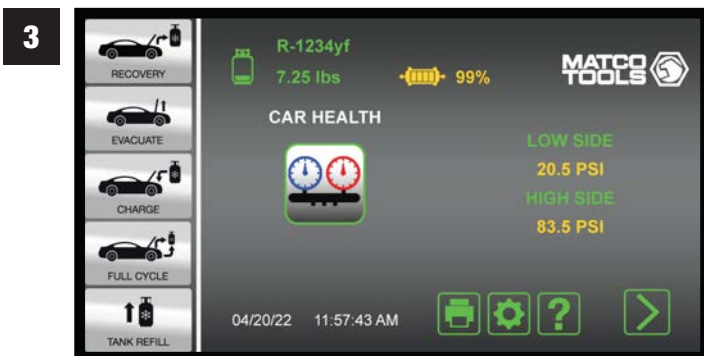 3
RECOVERY
EVACUATE
CHARGE
FULL CYCLE
TANK REFILL
R-1234yf
7.25 lbs
99%
MATCO
TOOLS
CAR HEALTH
LOW SIDE
20.5 PSI
HIGH SIDE
83.5 PSI
04/20/22 11:57:43 AM
?